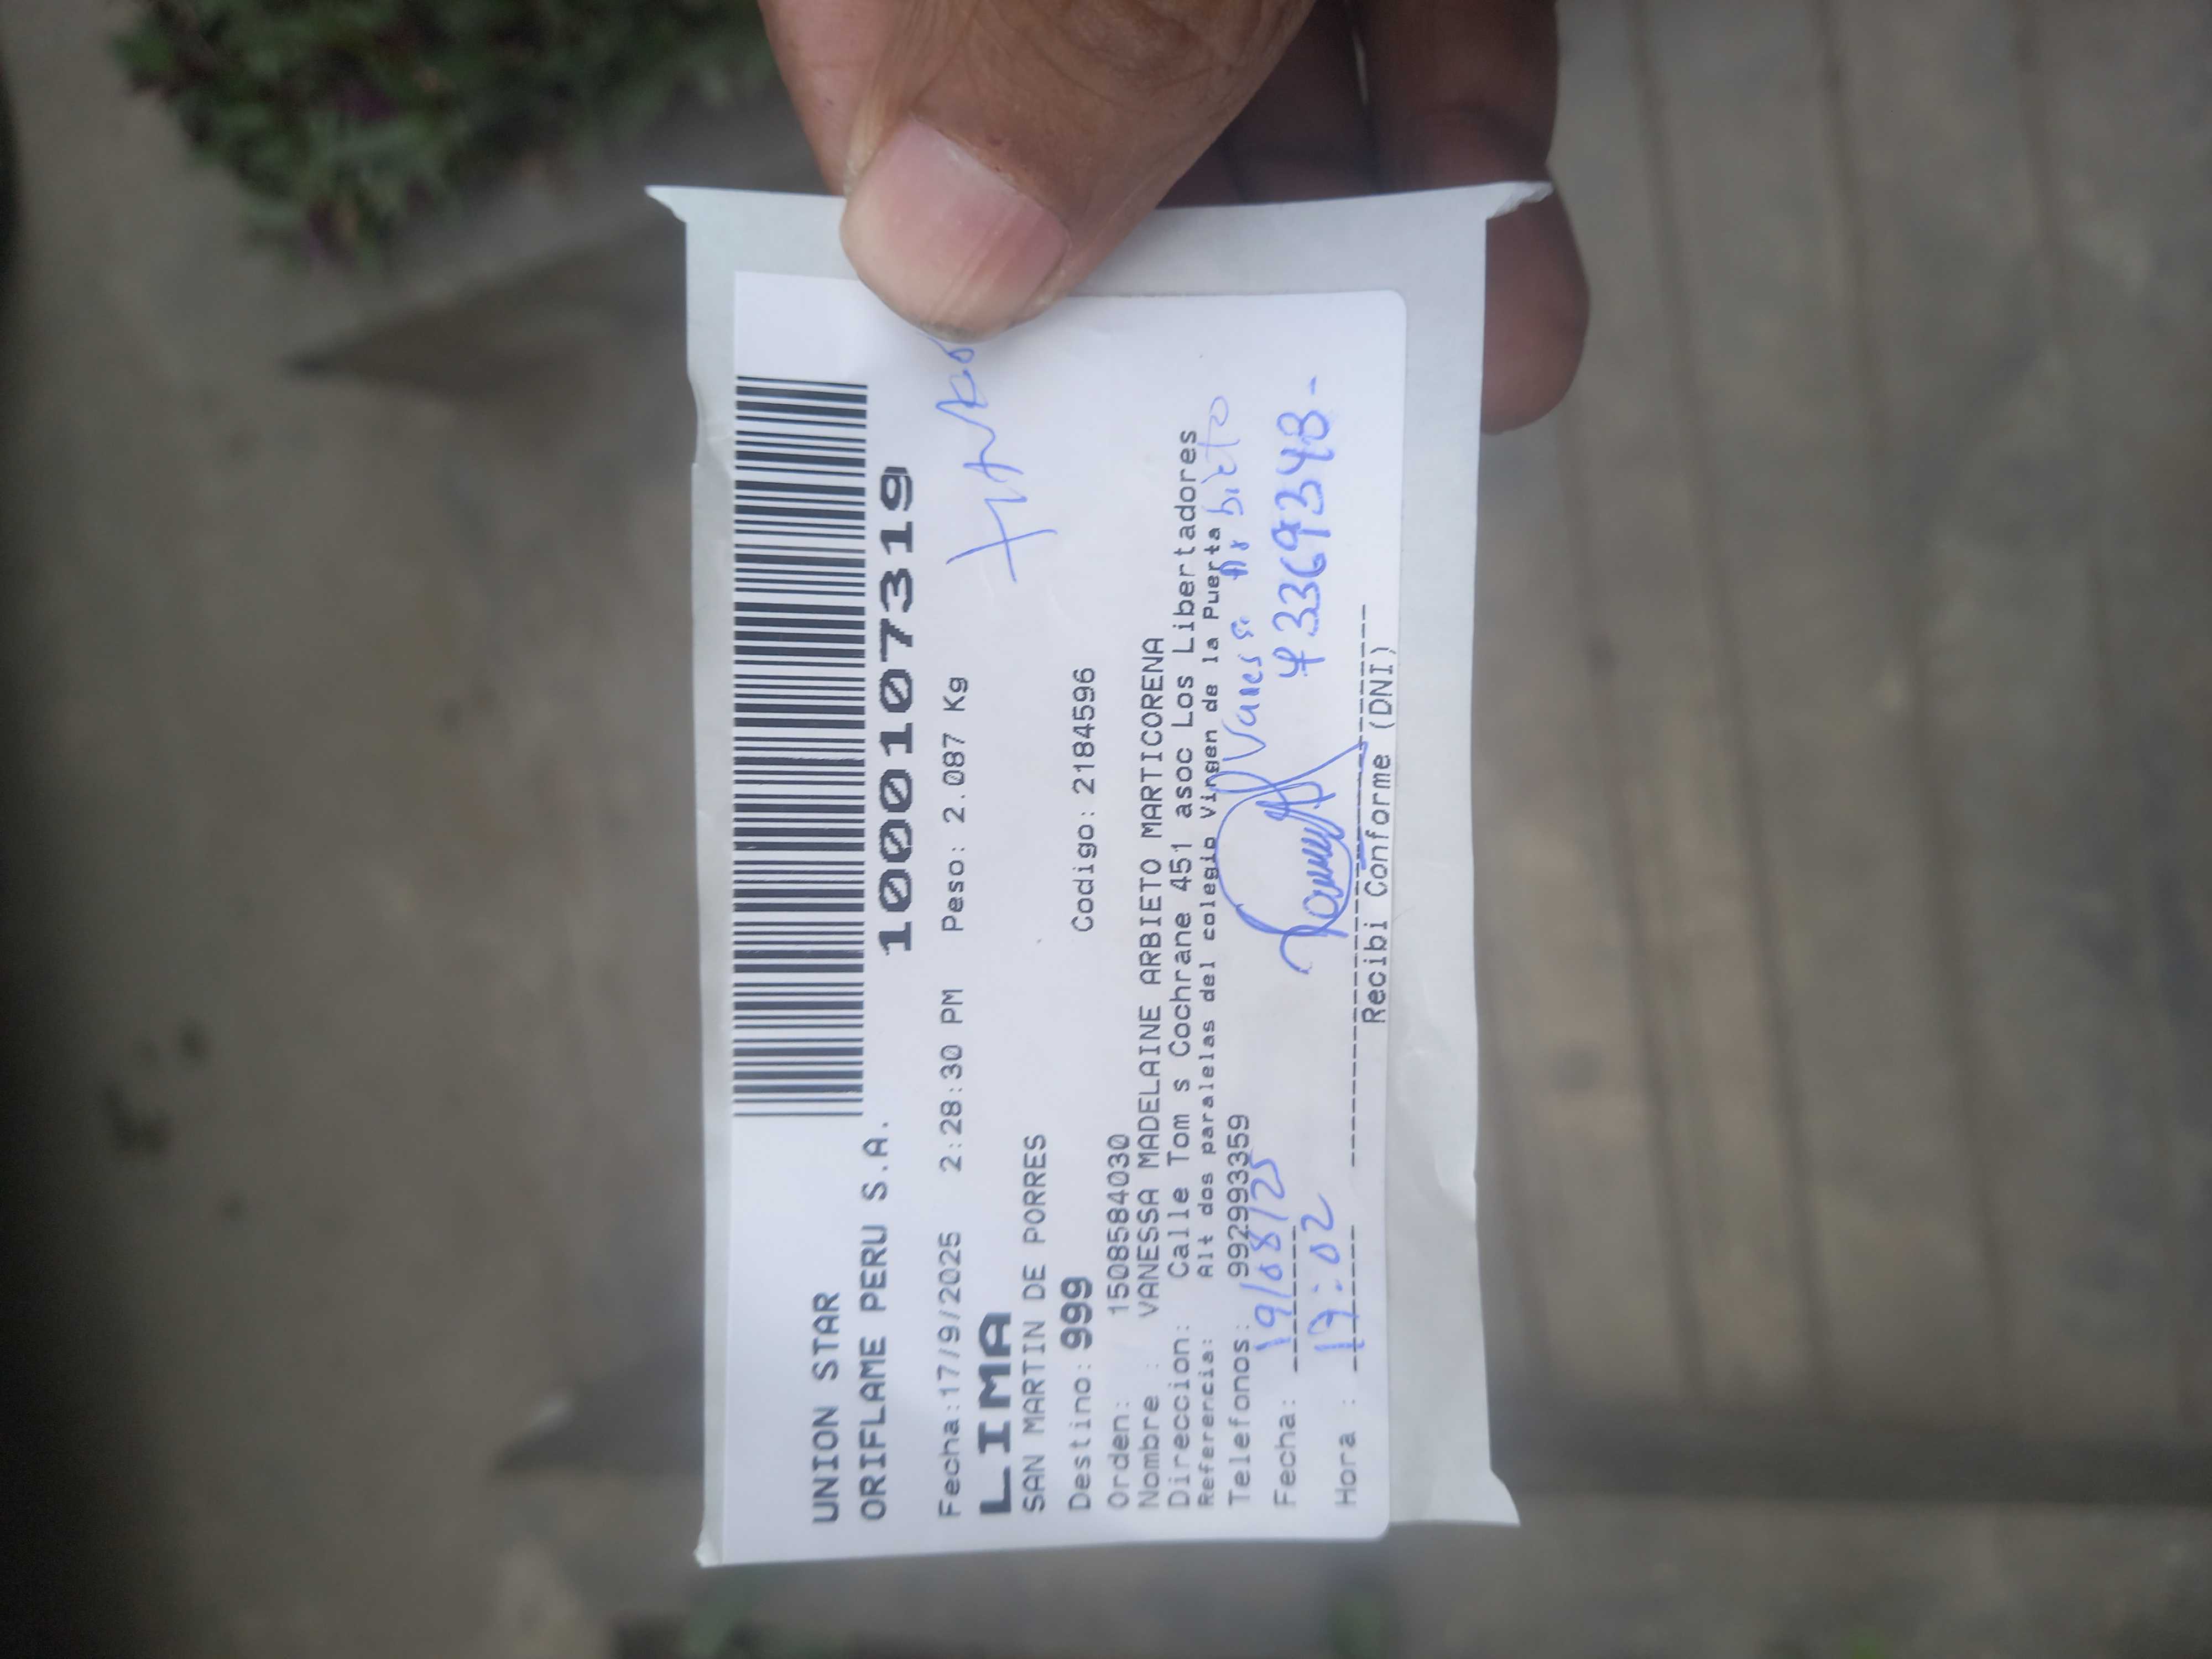 UNION STAR
ORIFLAME PERU S.A.
1000107319
Fecha:17/9/2025 2:28:30 PM Peso: 2.087 Kg
LIMA
SAN MARTIN DE PORRES
Destino: 999 Codigo: 2184596
Orden: 1508584030
Nombre : VANESSA MADELAINE ARBIETO MARTICORENA
Direccion: Calle Tom s Cochrane 451 asoc Los Libertadores
Referencia: Alt dos paralelas del colegio Virgen de la Puerta
Telefonos: 992993359
Vanessa Arbieto
Fecha: 19/08/25
43369348-
Hora : 17:02
Recibi Conforme (DNI)